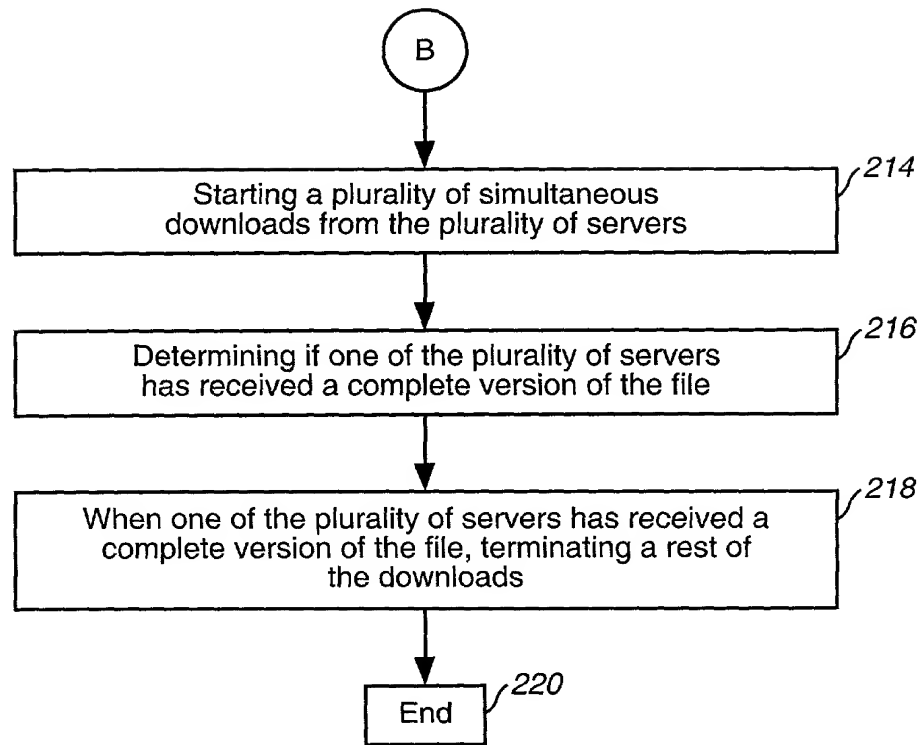 B
214
Starting a plurality of simultaneous
downloads from the plurality of servers
216
Determining if one of the plurality of servers
has received a complete version of the file
218
When one of the plurality of servers has received a
complete version of the file, terminating a rest of
the downloads
220
End